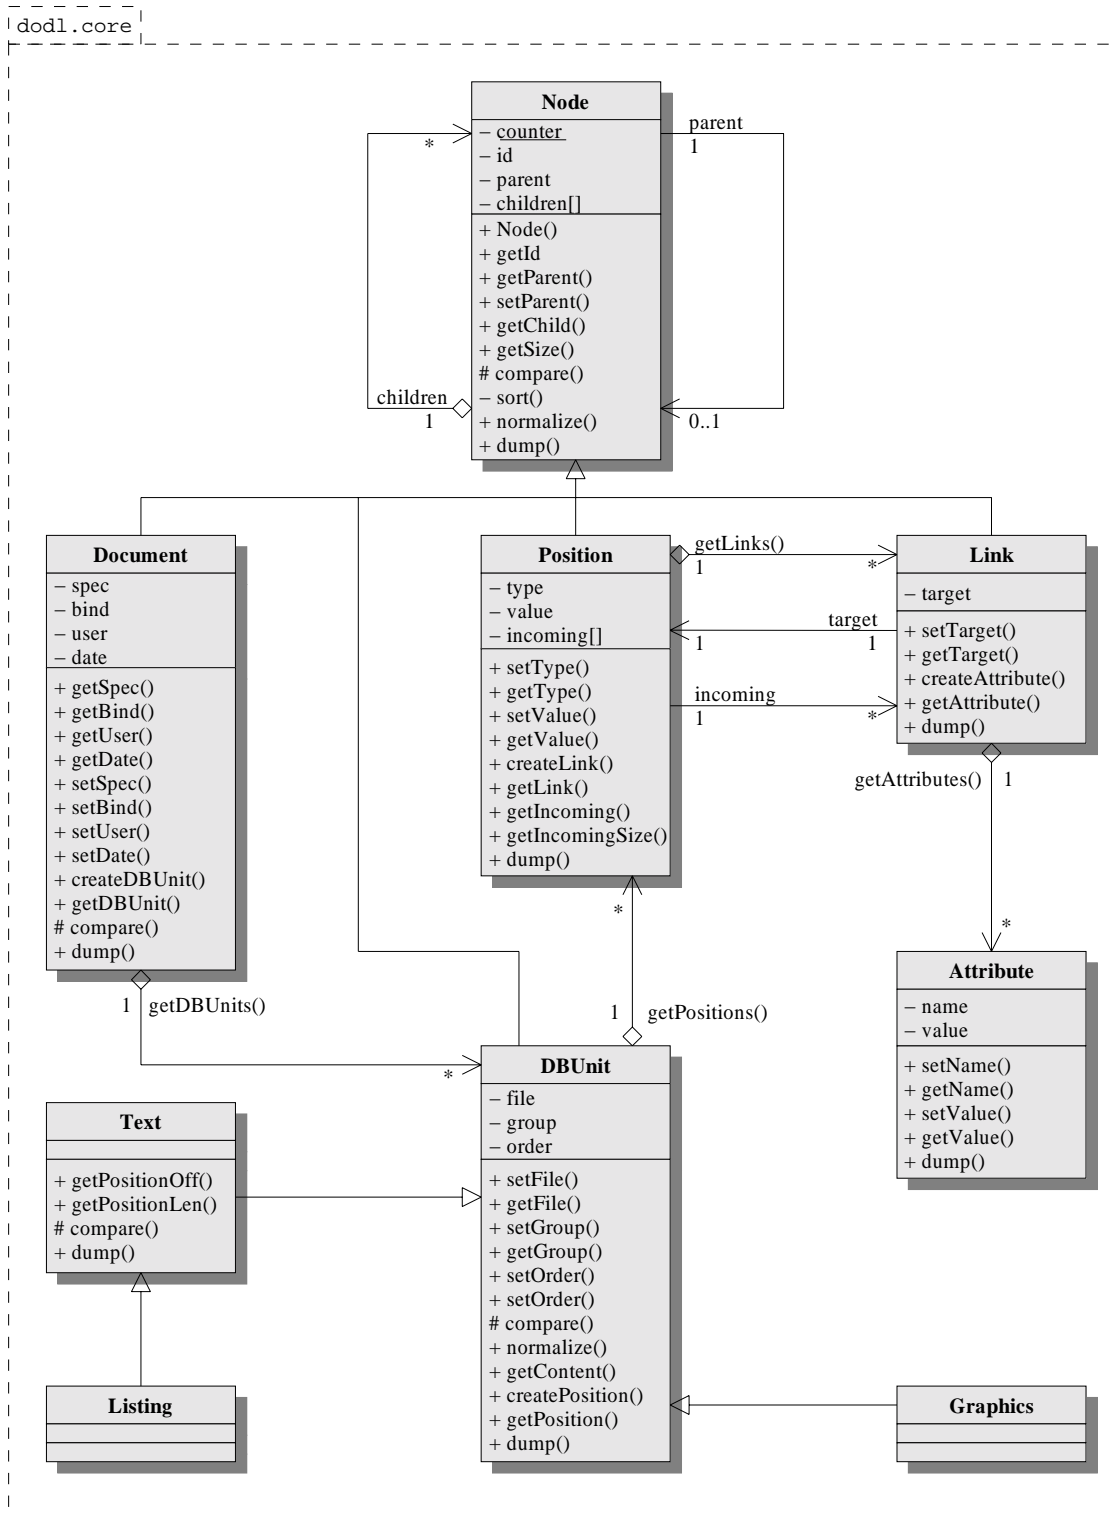 dodl.core
Node
– counter
– id
– parent
– children[]
+ Node()
+ getId
+ getParent()
+ setParent()
+ getChild()
+ getSize()
# compare()
– sort()
+ normalize()
+ dump()
*
children
1
parent
1
0..1
Document
– spec
– bind
– user
– date
+ getSpec()
+ getBind()
+ getUser()
+ getDate()
+ setSpec()
+ setBind()
+ setUser()
+ setDate()
+ createDBUnit()
+ getDBUnit()
# compare()
+ dump()
Position
– type
– value
– incoming[]
+ setType()
+ getType()
+ setValue()
+ getValue()
+ createLink()
+ getLink()
+ getIncoming()
+ getIncomingSize()
+ dump()
getLinks()
1
*
target
1
1
incoming
1
*
Link
– target
+ setTarget()
+ getTarget()
+ createAttribute()
+ getAttribute()
+ dump()
getAttributes()
1
*
Attribute
– name
– value
+ setName()
+ getName()
+ setValue()
+ getValue()
+ dump()
1
getDBUnits()
*
*
1
getPositions()
DBUnit
– file
– group
– order
+ setFile()
+ getFile()
+ setGroup()
+ getGroup()
+ setOrder()
+ setOrder()
# compare()
+ normalize()
+ getContent()
+ createPosition()
+ getPosition()
+ dump()
Text
+ getPositionOff()
+ getPositionLen()
# compare()
+ dump()
Listing
Graphics